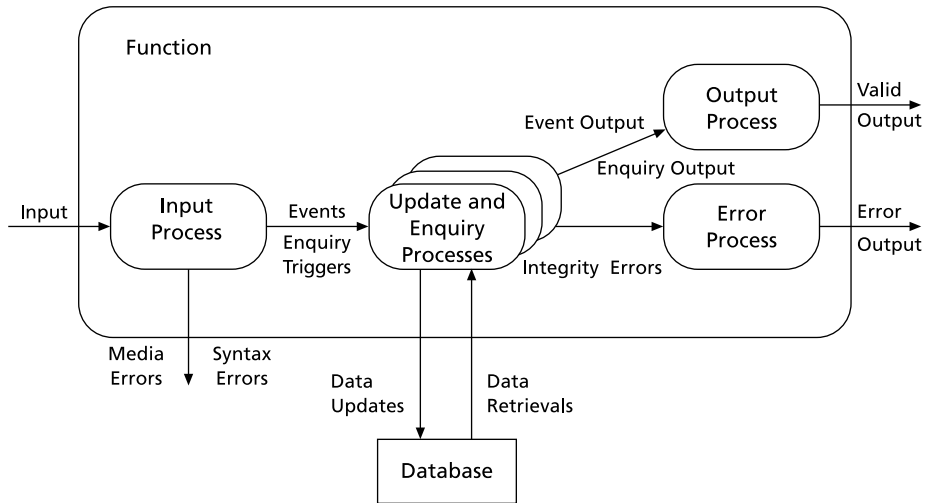 Function
Output
Process
Valid
Output
Event Output
Enquiry Output
Input
Input
Process
Events
Enquiry
Triggers
Update and
Enquiry
Processes
Integrity Errors
Error
Process
Error
Output
Media
Errors
Syntax
Errors
Data
Updates
Data
Retrievals
Database